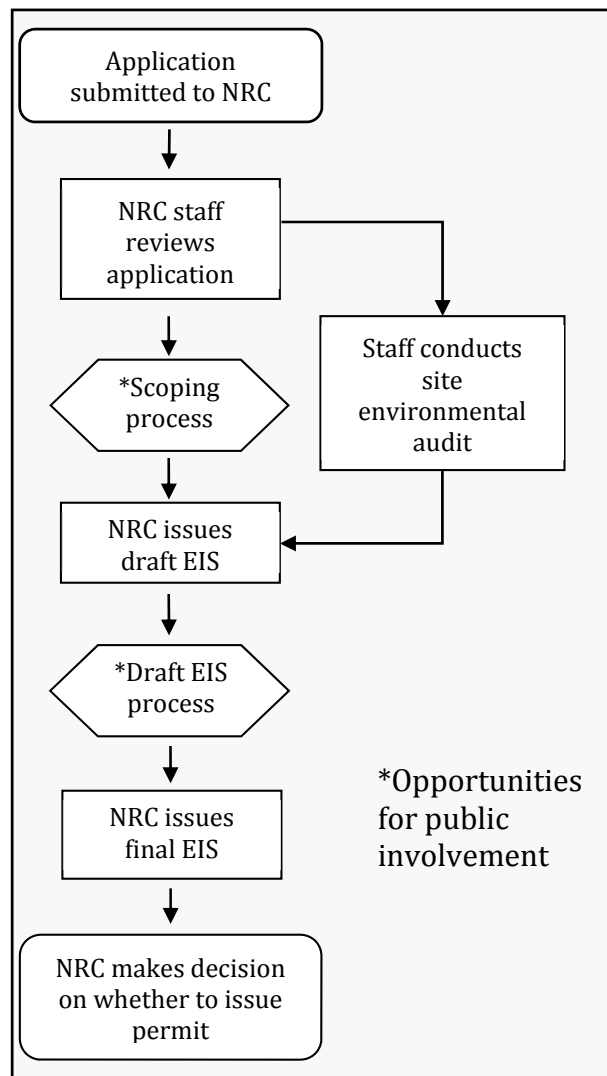 Application
submitted to NRC
NRC staff
reviews
application
Staff conducts
site
environmental
audit
*Scoping
process
NRC issues
draft EIS
*Draft EIS
process
NRC issues
final EIS
*Opportunities
for public
involvement
NRC makes decision
on whether to issue
permit